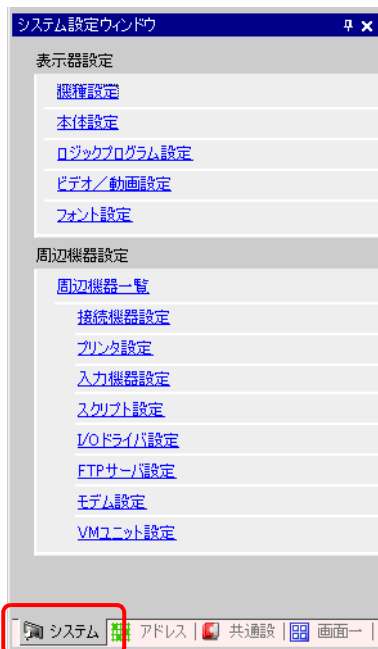 システム設定ウィンドウ
表示器設定
機種設定
本体設定
ロジックプログラム設定
ビデオ／動画設定
フォント設定
周辺機器設定
周辺機器一覧
接続機器設定
プリンタ設定
入力機器設定
スクリプト設定
I/Oドライバ設定
FTPサーバ設定
モデム設定
VMユニット設定
システム アドレス 共通設 画面一